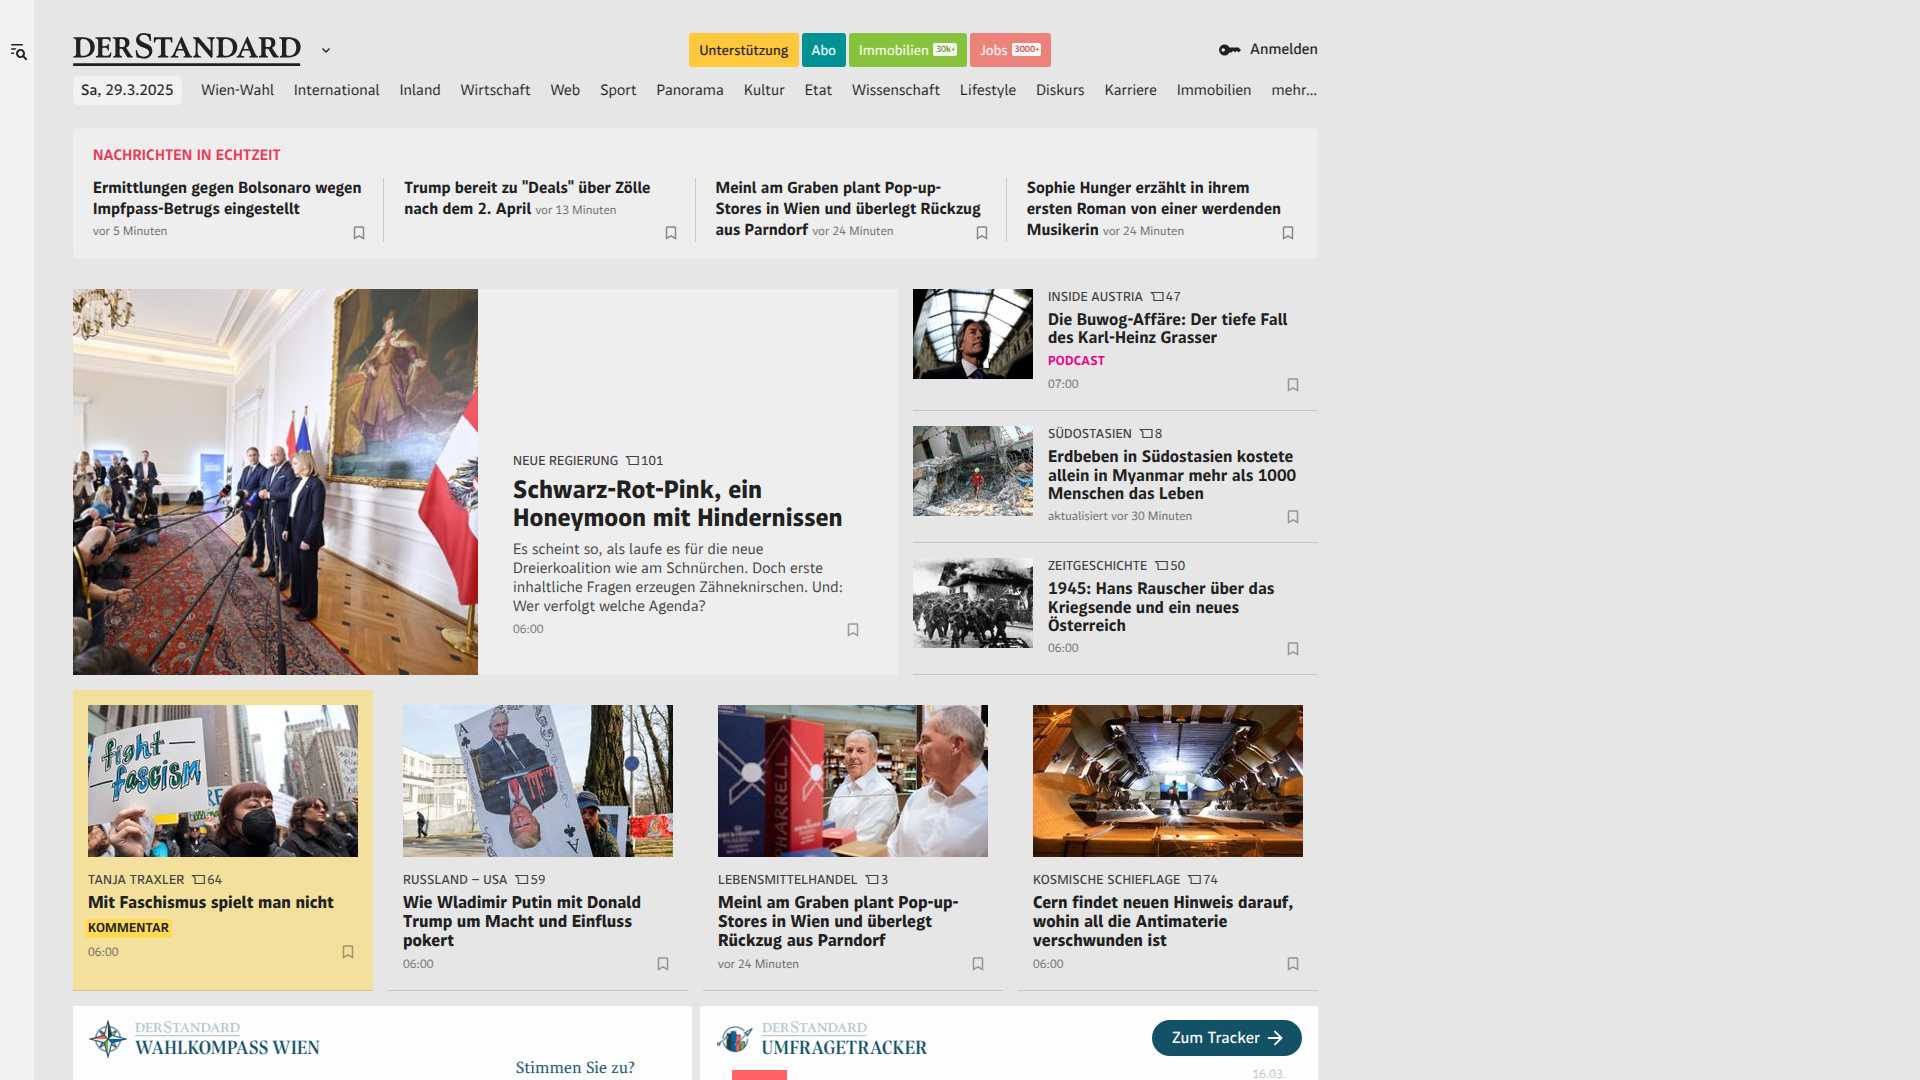 DERSTANDARD
Unterstützung
Abo
Immobilien 30k+
Jobs 3000+
Anmelden
Sa, 29.3.2025
Wien-Wahl
International
Inland
Wirtschaft
Web
Sport
Panorama
Kultur
Etat
Wissenschaft
Lifestyle
Diskurs
Karriere
Immobilien
mehr...
NACHRICHTEN IN ECHTZEIT
Ermittlungen gegen Bolsonaro wegen
Impfpass-Betrugs eingestellt
vor 5 Minuten
Trump bereit zu "Deals" über Zölle
nach dem 2. April vor 13 Minuten
Meinl am Graben plant Pop-up-
Stores in Wien und überlegt Rückzug
aus Parndorf vor 24 Minuten
Sophie Hunger erzählt in ihrem
ersten Roman von einer werdenden
Musikerin vor 24 Minuten
NEUE REGIERUNG 101
Schwarz-Rot-Pink, ein
Honeymoon mit Hindernissen
Es scheint so, als laufe es für die neue
Dreierkoalition wie am Schnürchen. Doch erste
inhaltliche Fragen erzeugen Zähneknirschen. Und:
Wer verfolgt welche Agenda?
06:00
INSIDE AUSTRIA 47
Die Buwog-Affäre: Der tiefe Fall
des Karl-Heinz Grasser
PODCAST
07:00
SÜDOSTASIEN 8
Erdbeben in Südostasien kostete
allein in Myanmar mehr als 1000
Menschen das Leben
aktualisiert vor 30 Minuten
ZEITGESCHICHTE 50
1945: Hans Rauscher über das
Kriegsende und ein neues
Österreich
06:00
fight
fascism
TANJA TRAXLER 64
Mit Faschismus spielt man nicht
KOMMENTAR
06:00
A
A
RUSSLAND – USA 59
Wie Wladimir Putin mit Donald
Trump um Macht und Einfluss
pokert
06:00
PHARRELL
LEBENSMITTELHANDEL 3
Meinl am Graben plant Pop-up-
Stores in Wien und überlegt
Rückzug aus Parndorf
vor 24 Minuten
KOSMISCHE SCHIEFLAGE 74
Cern findet neuen Hinweis darauf,
wohin all die Antimaterie
verschwunden ist
06:00
DERSTANDARD
WAHLKOMPASS WIEN
Stimmen Sie zu?
DERSTANDARD
UMFRAGETRACKER
Zum Tracker
16.03.